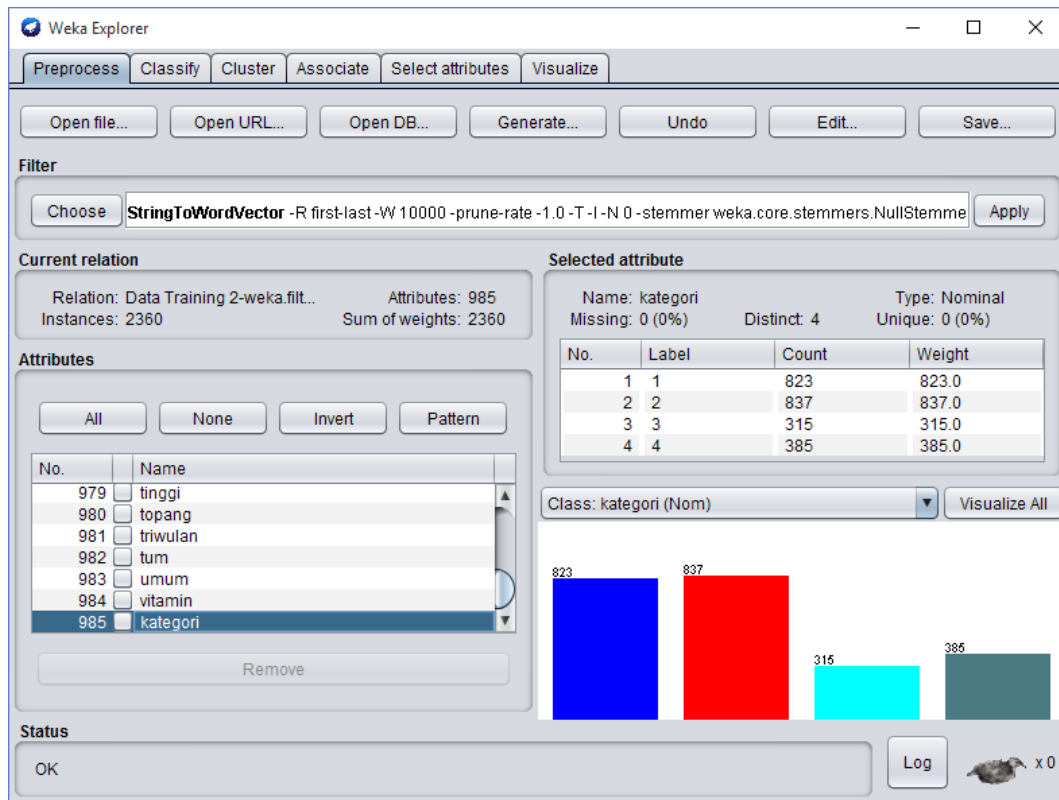 Weka Explorer
Preprocess Classify Cluster Associate Select attributes Visualize
Open file... Open URL... Open DB... Generate... Undo Edit... Save...
Filter
Choose StringToWordVector -R first-last -W 10000 -prune-rate -1.0 -T -I -N 0 -stemmer weka.core.stemmers.NullStemme Apply
Current relation
Relation: Data Training 2-weka.filt... Attributes: 985
Instances: 2360 Sum of weights: 2360
Attributes
All None Invert Pattern
No. Name
979 tinggi
980 topang
981 triwulan
982 tum
983 umum
984 vitamin
985 kategori
Remove
Selected attribute
Name: kategori Type: Nominal
Missing: 0 (0%) Distinct: 4 Unique: 0 (0%)
No. Label Count Weight
1 1 823 823.0
2 2 837 837.0
3 3 315 315.0
4 4 385 385.0
Class: kategori (Nom) Visualize All
823 837 315 385
Status
OK
Log x 0